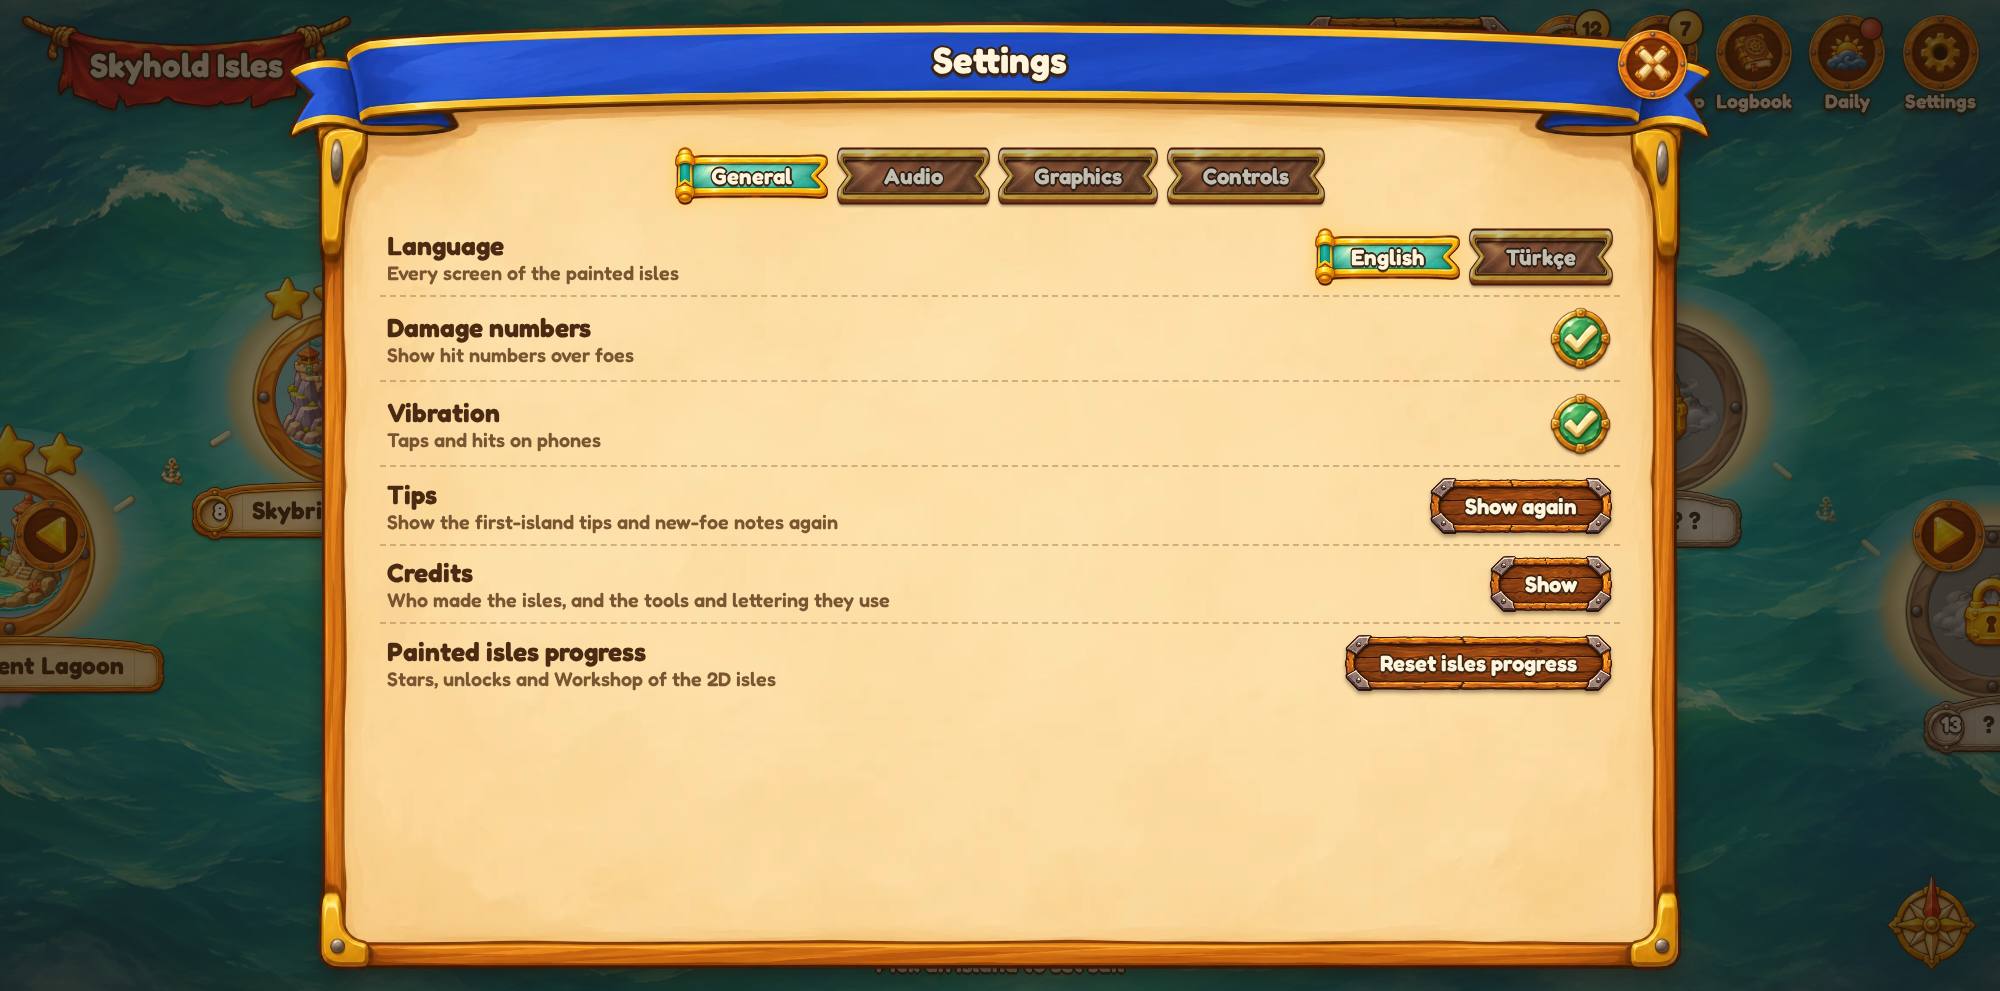 Skyhold Isles
Settings
12
7
Logbook
Daily
Settings
General
Audio
Graphics
Controls
Language
Every screen of the painted isles
English
Türkçe
Damage numbers
Show hit numbers over foes
Vibration
Taps and hits on phones
Tips
Show the first-island tips and new-foe notes again
Show again
Credits
Who made the isles, and the tools and lettering they use
Show
Painted isles progress
Stars, unlocks and Workshop of the 2D isles
Reset isles progress
8
Skybri
ent Lagoon
? ?
13
?